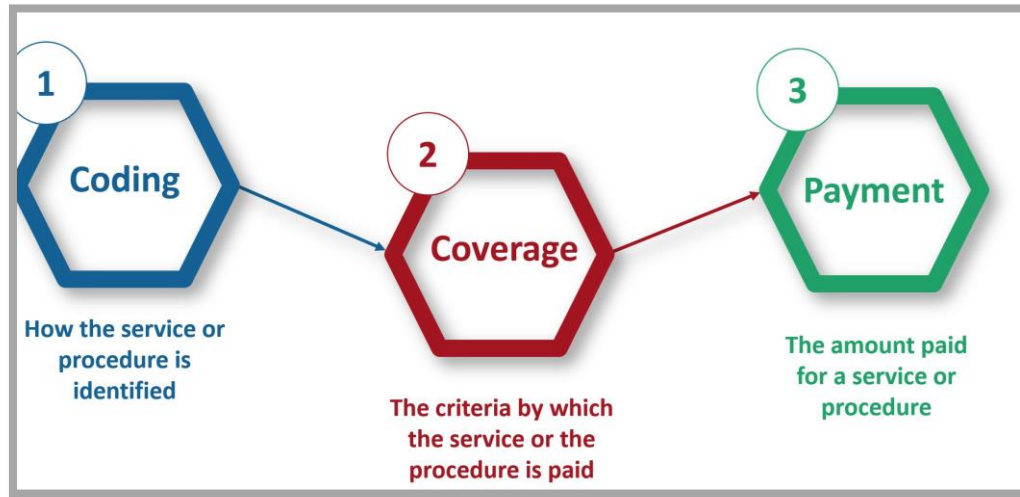 1
Coding
How the service or
procedure is
identified
2
Coverage
The criteria by which
the service or the
procedure is paid
3
Payment
The amount paid
for a service or
procedure